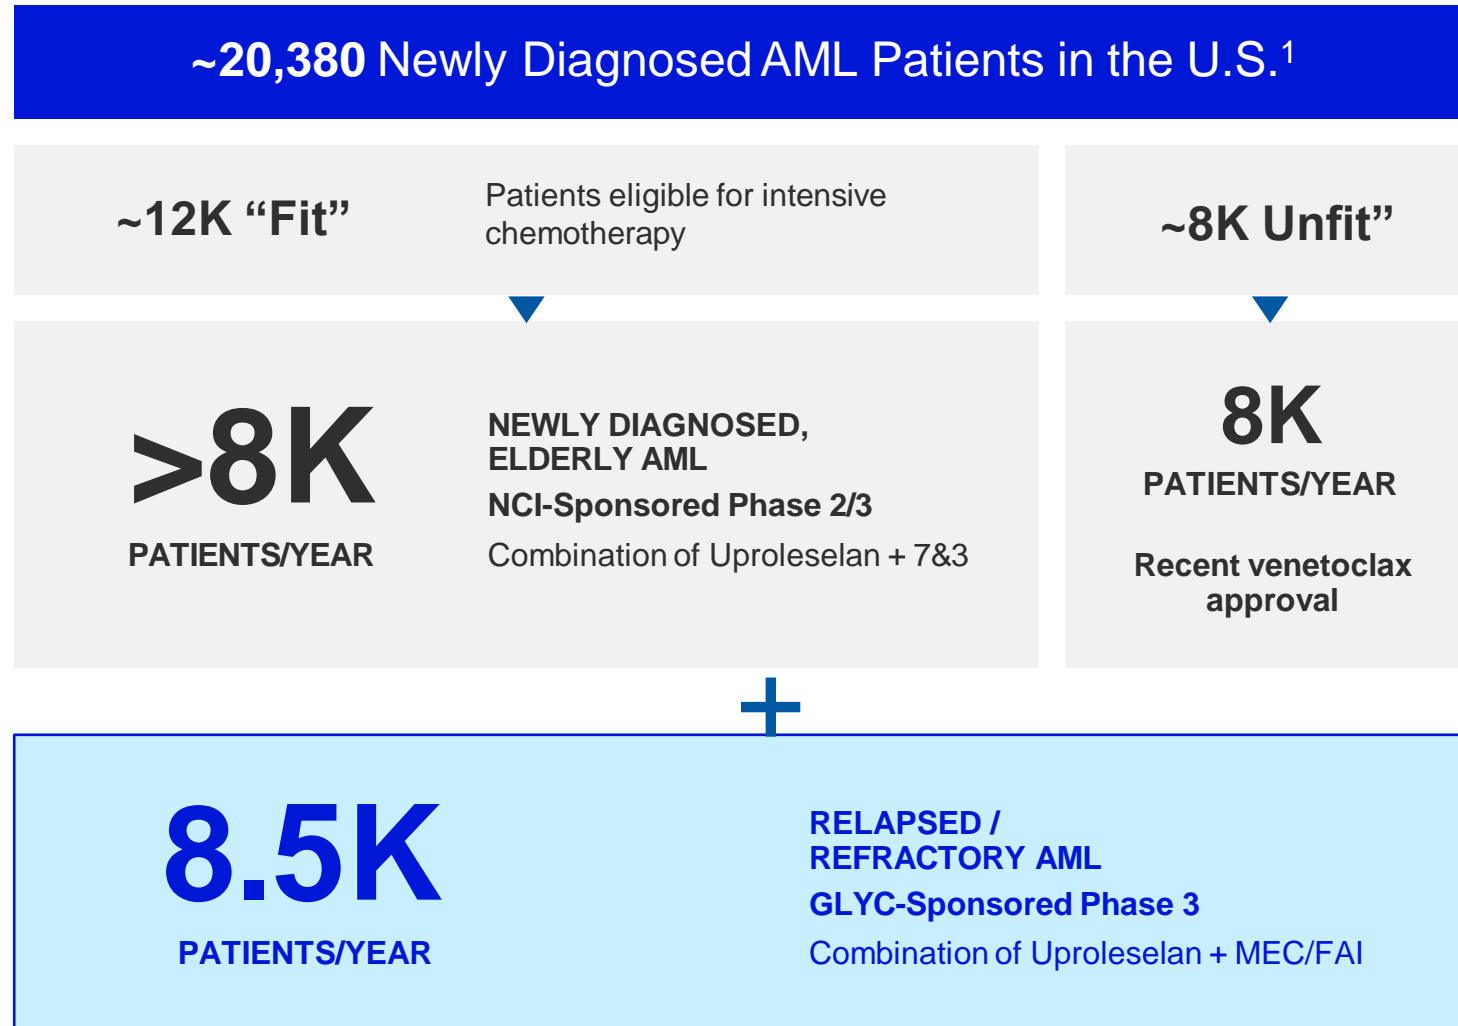 ~20,380 Newly Diagnosed AML Patients in the U.S.1
~12K “Fit”
Patients eligible for intensive
chemotherapy
~8K Unfit”
>8K
PATIENTS/YEAR
NEWLY DIAGNOSED,
ELDERLY AML
NCI-Sponsored Phase 2/3
Combination of Uproleselan + 7&3
8K
PATIENTS/YEAR
Recent venetoclax
approval
+
8.5K
PATIENTS/YEAR
RELAPSED /
REFRACTORY AML
GLYC-Sponsored Phase 3
Combination of Uproleselan + MEC/FAI